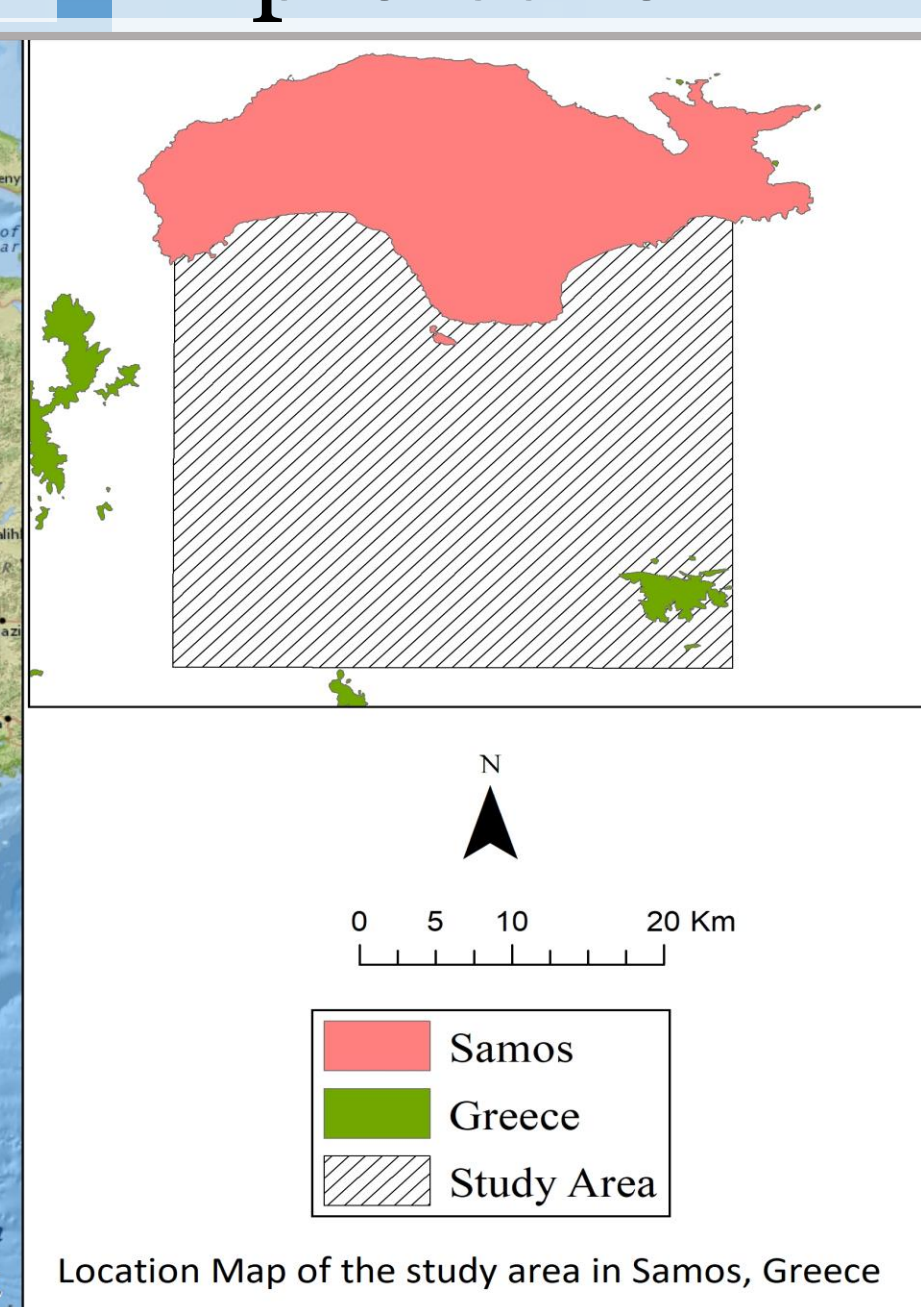 N
0 5 10 20 Km
Samos
Greece
Study Area
Location Map of the study area in Samos, Greece